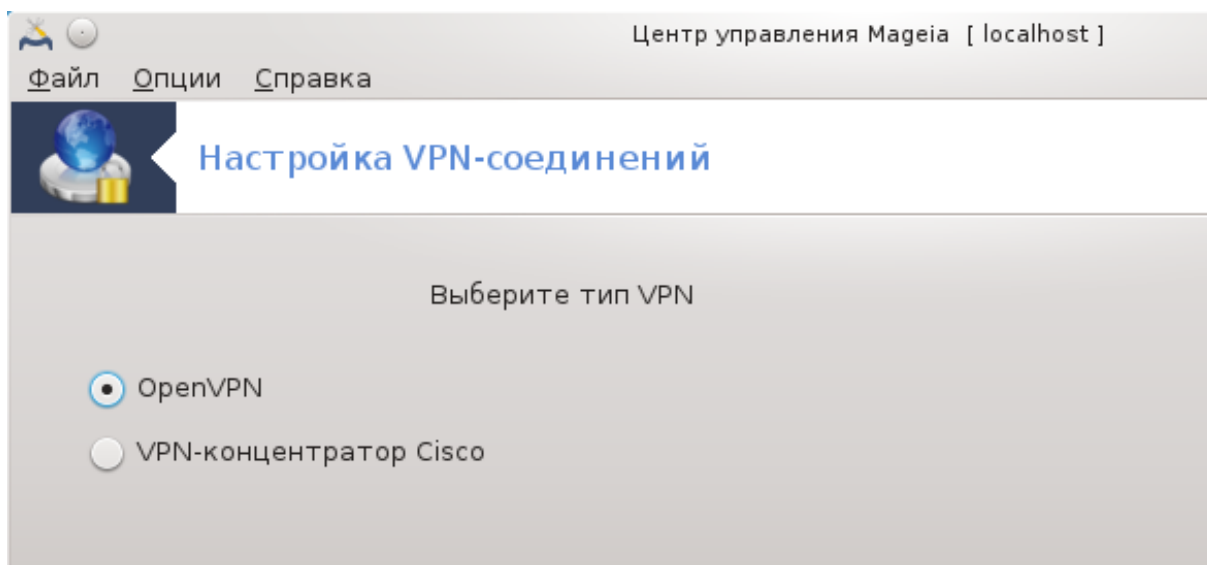 Центр управления Mageia [ localhost ]
Файл Опции Справка
Настройка VPN-соединений
Выберите тип VPN
OpenVPN
VPN-концентратор Cisco